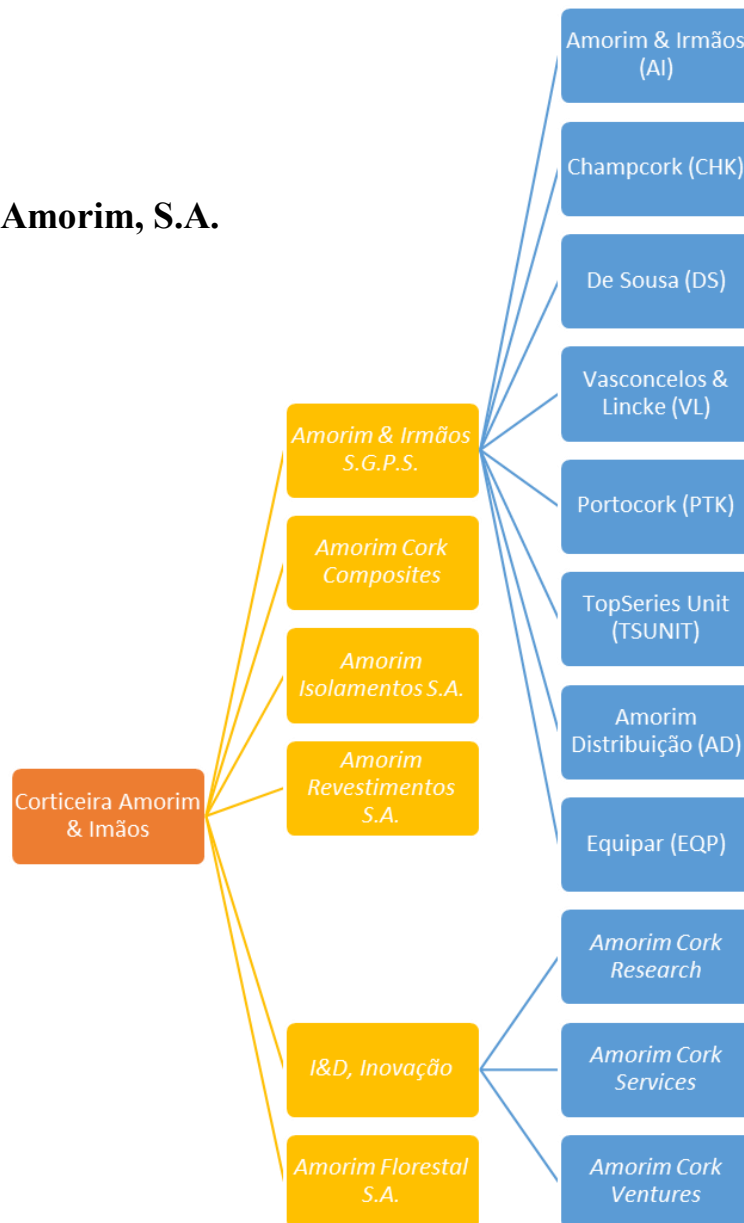 Amorim, S.A.
Corticeira Amorim
& Imãos
Amorim & Irmãos
S.G.P.S.
Amorim Cork
Composites
Amorim
Isolamentos S.A.
Amorim
Revestimentos
S.A.
I&D, Inovação
Amorim Florestal
S.A.
Amorim & Irmãos
(AI)
Champcork (CHK)
De Sousa (DS)
Vasconcelos &
Lincke (VL)
Portocork (PTK)
TopSeries Unit
(TSUNIT)
Amorim
Distribuição (AD)
Equipar (EQP)
Amorim Cork
Research
Amorim Cork
Services
Amorim Cork
Ventures